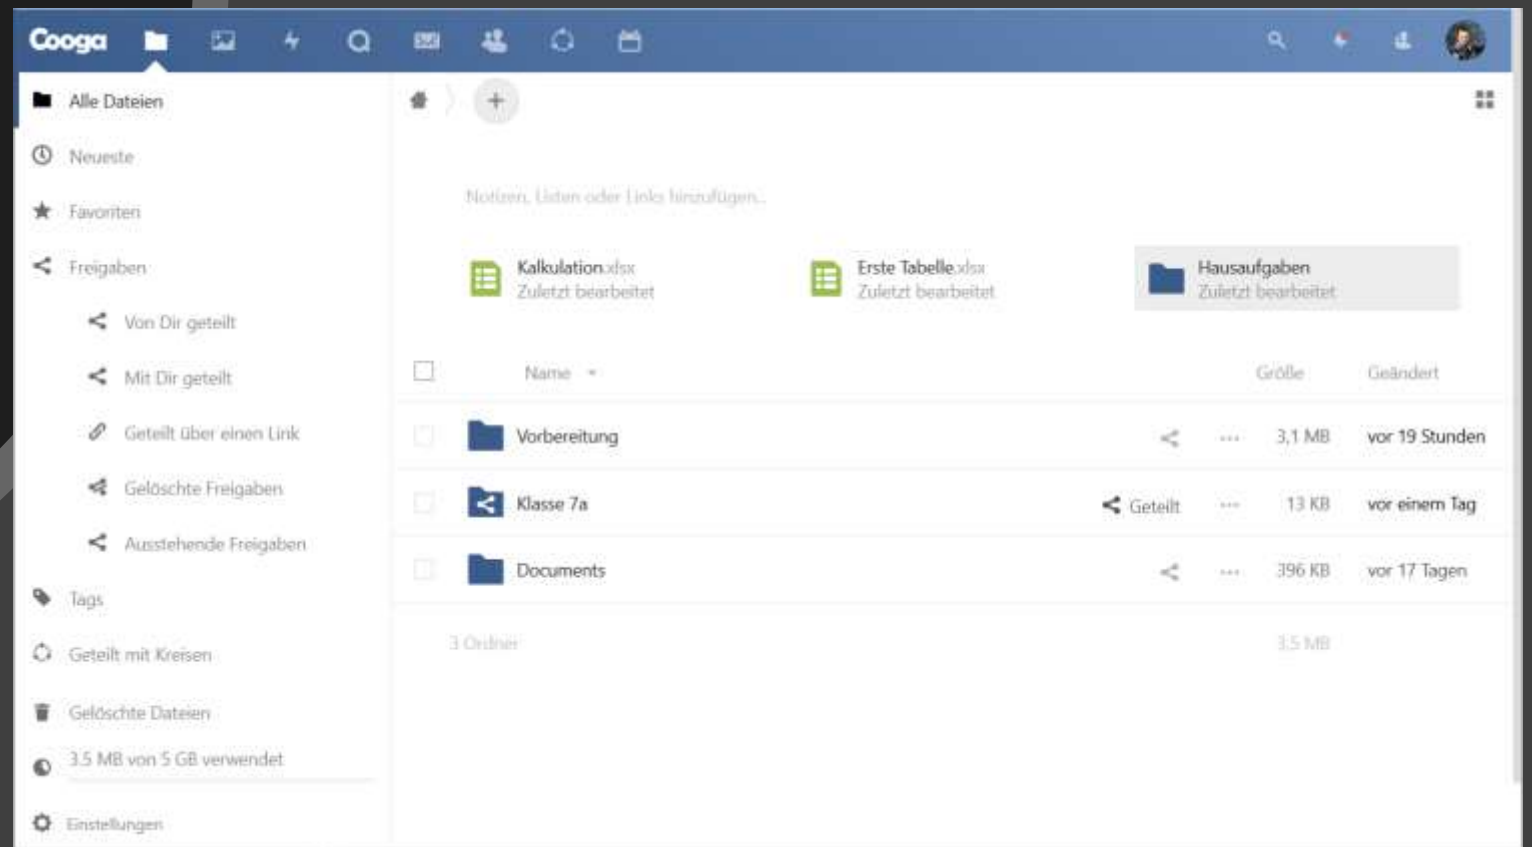 Cooga
Alle Dateien
Neueste
Favoriten
Freigaben
Von Dir geteilt
Mit Dir geteilt
Geteilt über einen Link
Gelöschte Freigaben
Ausstehende Freigaben
Tags
Geteilt mit Kreisen
Gelöschte Dateien
3.5 MB von 5 GB verwendet
Einstellungen
Notizen, Listen oder Links hinzufügen...
Kalkulation.xlsx
Zuletzt bearbeitet
Erste Tabelle.xlsx
Zuletzt bearbeitet
Hausaufgaben
Zuletzt bearbeitet
Name Größe Geändert
Vorbereitung 3,1 MB vor 19 Stunden
Klasse 7a Geteilt 13 KB vor einem Tag
Documents 396 KB vor 17 Tagen
3 Ordner 3,5 MB